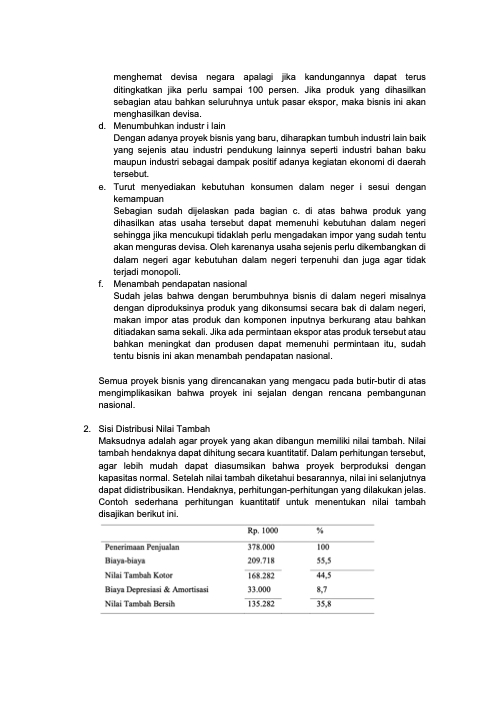 menghemat devisa negara apalagi jika kandungannya dapat terus
ditingkatkan jika perlu sampai 100 persen. Jika produk yang dihasilkan
sebagian atau bahkan seluruhnya untuk pasar ekspor, maka bisnis ini akan
menghasilkan devisa.
d. Menumbuhkan industr i lain
Dengan adanya proyek bisnis yang baru, diharapkan tumbuh industri lain baik
yang sejenis atau industri pendukung lainnya seperti industri bahan baku
maupun industri sebagai dampak positif adanya kegiatan ekonomi di daerah
tersebut.
e. Turut menyediakan kebutuhan konsumen dalam neger i sesui dengan
kemampuan
Sebagian sudah dijelaskan pada bagian c. di atas bahwa produk yang
dihasilkan atas usaha tersebut dapat memenuhi kebutuhan dalam negeri
sehingga jika mencukupi tidaklah perlu mengadakan impor yang sudah tentu
akan menguras devisa. Oleh karenanya usaha sejenis perlu dikembangkan di
dalam negeri agar kebutuhan dalam negeri terpenuhi dan juga agar tidak
terjadi monopoli.
f. Menambah pendapatan nasional
Sudah jelas bahwa dengan berumbuhnya bisnis di dalam negeri misalnya
dengan diproduksinya produk yang dikonsumsi secara bak di dalam negeri,
makan impor atas produk dan komponen inputnya berkurang atau bahkan
ditiadakan sama sekali. Jika ada permintaan ekspor atas produk tersebut atau
bahkan meningkat dan produsen dapat memenuhi permintaan itu, sudah
tentu bisnis ini akan menambah pendapatan nasional.
Semua proyek bisnis yang direncanakan yang mengacu pada butir-butir di atas
mengimplikasikan bahwa proyek ini sejalan dengan rencana pembangunan
nasional.
2. Sisi Distribusi Nilai Tambah
Maksudnya adalah agar proyek yang akan dibangun memiliki nilai tambah. Nilai
tambah hendaknya dapat dihitung secara kuantitatif. Dalam perhitungan tersebut,
agar lebih mudah dapat diasumsikan bahwa proyek berproduksi dengan
kapasitas normal. Setelah nilai tambah diketahui besarannya, nilai ini selanjutnya
dapat didistribusikan. Hendaknya, perhitungan-perhitungan yang dilakukan jelas.
Contoh sederhana perhitungan kuantitatif untuk menentukan nilai tambah
disajikan berikut ini.
Rp. 1000 %
Penerimaan Penjualan 378.000 100
Biaya-biaya 209.718 55,5
Nilai Tambah Kotor 168.282 44,5
Biaya Depresiasi & Amortisasi 33.000 8,7
Nilai Tambah Bersih 135.282 35,8